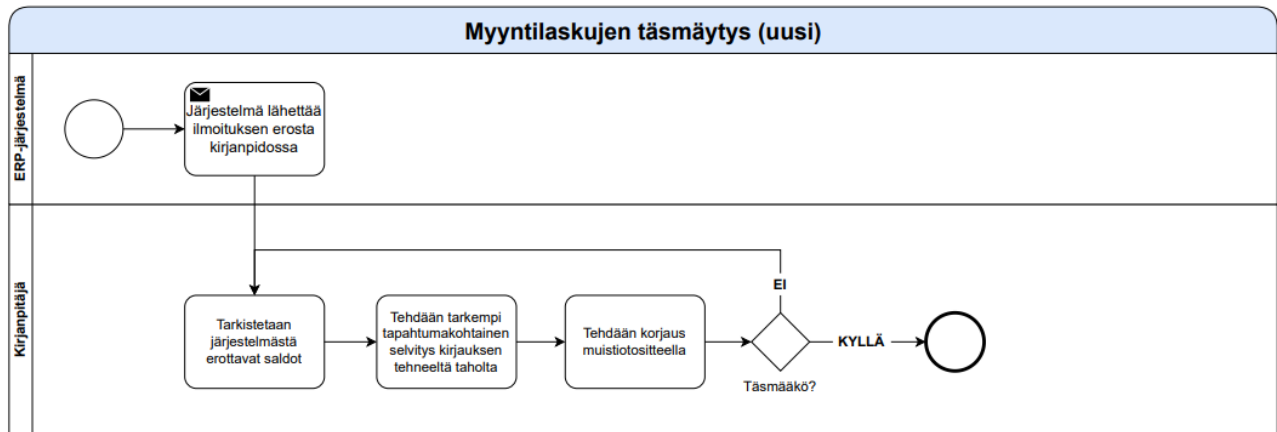 Myyntilaskujen täsmäytys (uusi)
ERP-järjestelmä
Järjestelmä lähettää
ilmoituksen erosta
kirjanpidossa
Kirjanpitäjä
Tarkistetaan
järjestelmästä
erottavat saldot
Tehdään tarkempi
tapahtumakohtainen
selvitys kirjauksen
tehneeltä taholta
Tehdään korjaus
muistiotositteella
EI
KYLLÄ
Täsmääkö?